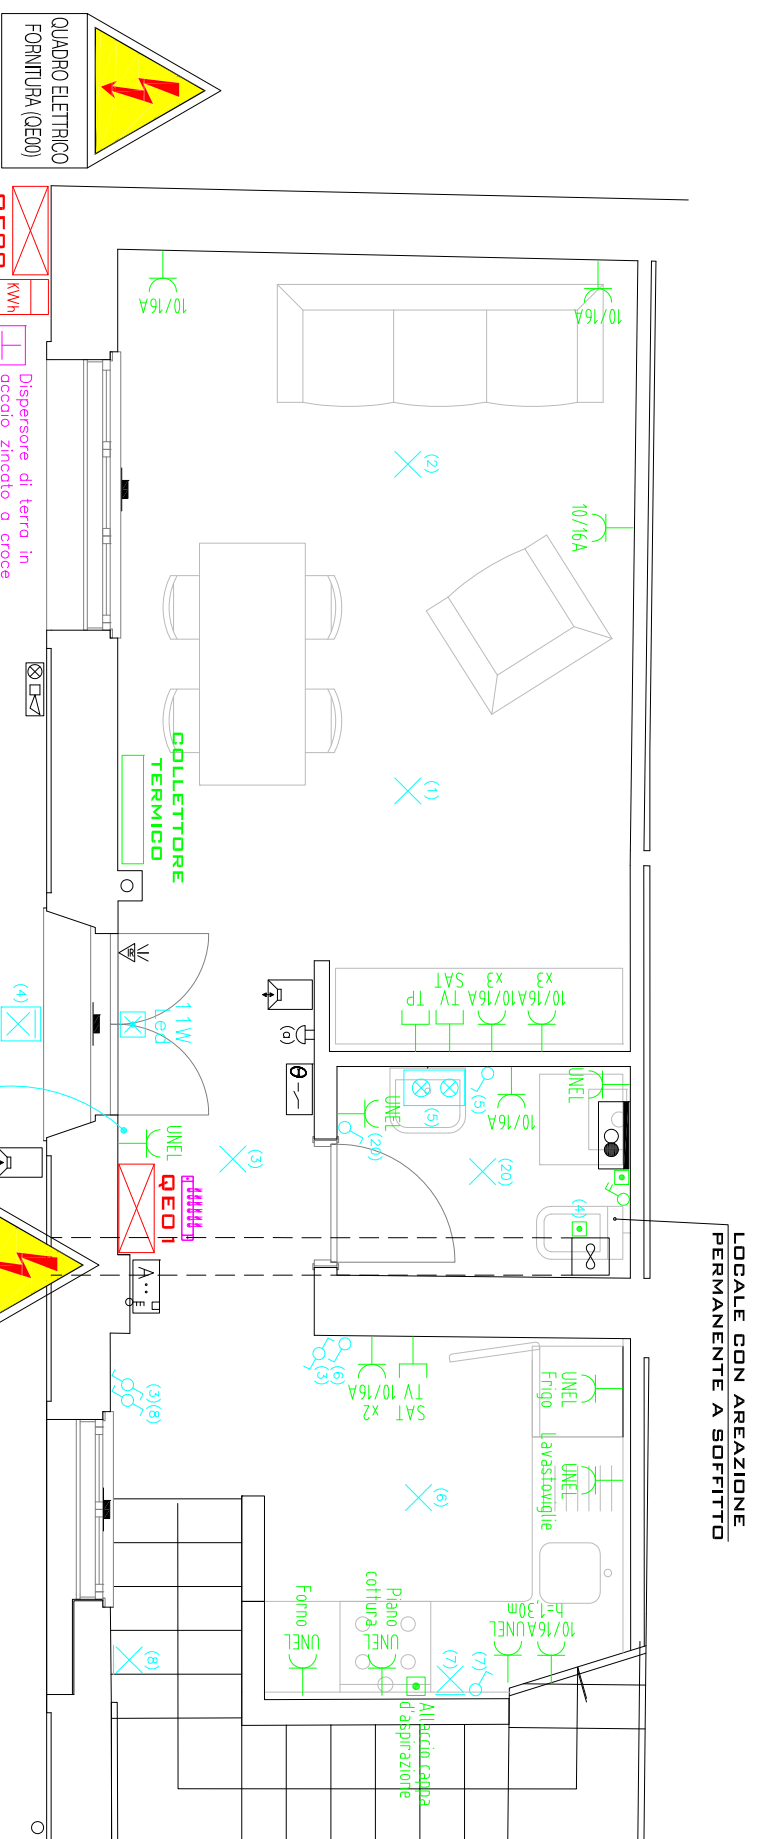 QUADRO ELETTRICO
FORNITURA (QE00)
KWh
Dispersore di terra in
accaio zincato a croce
10/16A
10/16A
10/16A
(2)
(1)
COLLETTORE
TERMICO
(4)
11W
Led
(a)
TP
TV
SAT
10/16A
x3
10/16A
x3
UNEL
(5)
(5)
10/16A
UNEL
(20)
(20)
(4)
UNEL
(3)
QE01
LOCALE CON AREAZIONE
PERMANENTE A SOFFITTO
A..
E
(3)
(8)
(3)
(6)
10/16A
x2
TV
SAT
UNEL
Frigo
UNEL
Lavastoviglie
(6)
(8)
Forno
UNEL
Piano
cottura
UNEL
(7)
(7)
UNEL
10/16A
h=1,30m
Allaccio cappa
d'aspirazione